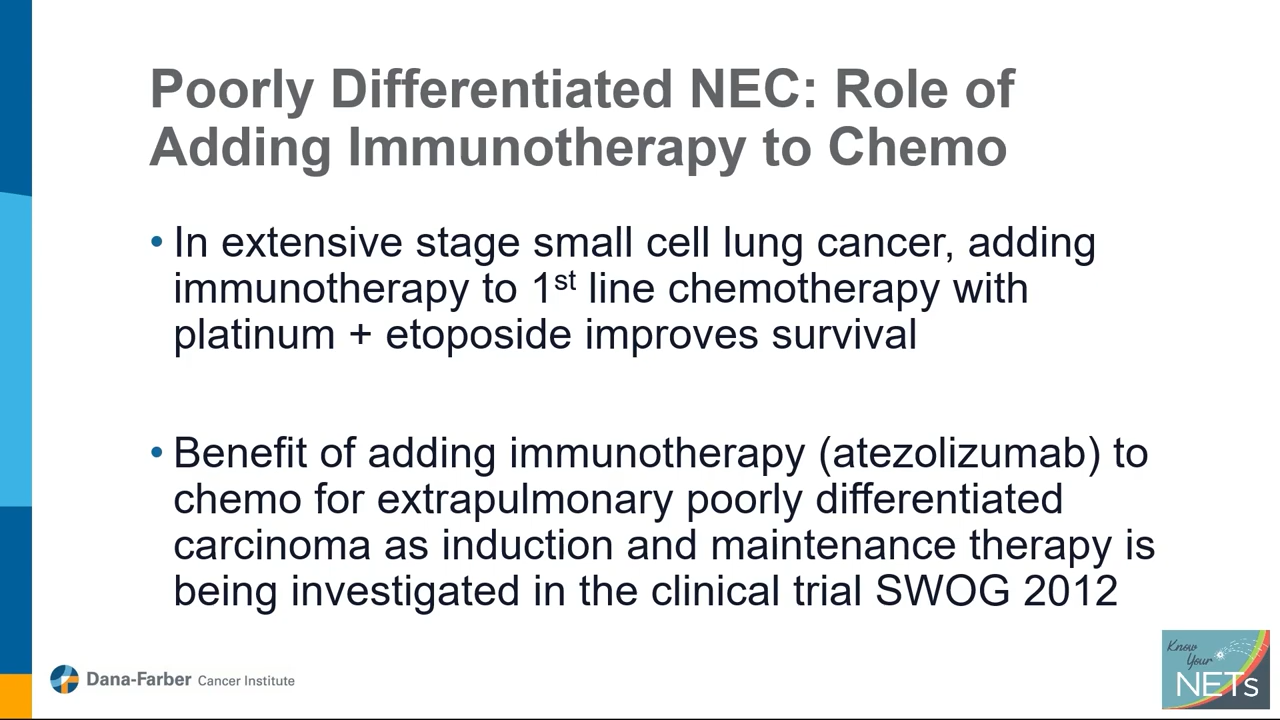 Poorly Differentiated NEC: Role of
Adding Immunotherapy to Chemo
• In extensive stage small cell lung cancer, adding
immunotherapy to 1st line chemotherapy with
platinum + etoposide improves survival
• Benefit of adding immunotherapy (atezolizumab) to
chemo for extrapulmonary poorly differentiated
carcinoma as induction and maintenance therapy is
being investigated in the clinical trial SWOG 2012
Dana-Farber Cancer Institute
Know
Your
NETs